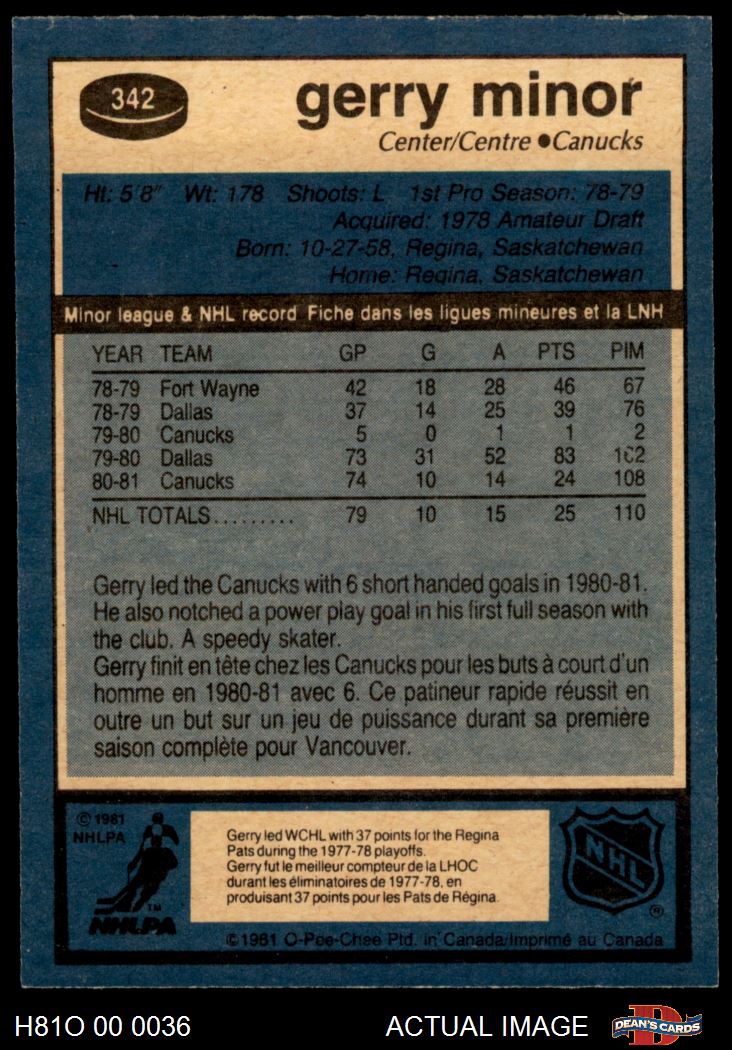 342
gerry minor
Center/Centre ●Canucks
Ht: 5'8" Wt: 178 Shoots: L 1st Pro Season: 78-79
Acquired: 1978 Amateur Draft
Born: 10-27-58, Regina, Saskatchewan
Home: Regina, Saskatchewan
Minor league & NHL record Fiche dans les ligues mineures et la LNH
YEAR TEAM GP G A PTS PIM
78-79 Fort Wayne 42 18 28 46 67
78-79 Dallas 37 14 25 39 76
79-80 Canucks 5 0 1 1 2
79-80 Dallas 73 31 52 83 162
80-81 Canucks 74 10 14 24 108
NHL TOTALS......... 79 10 15 25 110
Gerry led the Canucks with 6 short handed goals in 1980-81.
He also notched a power play goal in his first full season with
the club. A speedy skater.
Gerry finit en tête chez les Canucks pour les buts à court d'un
homme en 1980-81 avec 6. Ce patineur rapide réussit en
outre un but sur un jeu de puissance durant sa première
saison complète pour Vancouver.
© 1981
NHLPA
TM
NHLPA
Gerry led WCHL with 37 points for the Regina
Pats during the 1977-78 playoffs.
Gerry fut le meilleur compteur de la LHOC
durant les éliminatoires de 1977-78, en
produisant 37 points pour les Pats de Régina.
NHL
®
©1981 O-Pee-Chee Ptd. in Canada/Imprimé au Canada
H81O 00 0036
ACTUAL IMAGE
D
DEAN'S CARDS